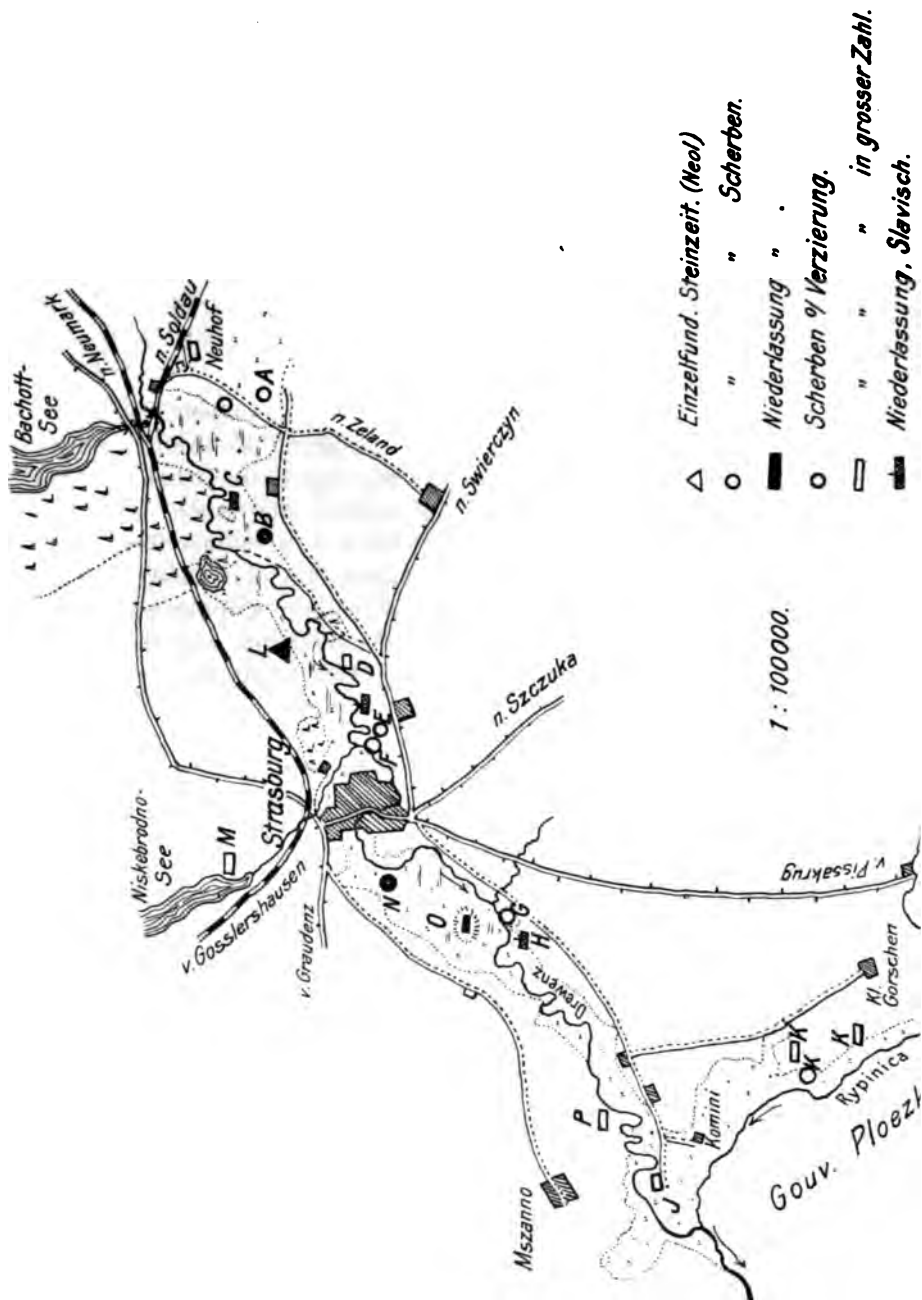 Bachott-
See
n. Neumark
n. Soldau
Neuhof
A
n. Zeland
n. Swierczyn
C
B
L
D
E
F
Niskebrodno-
See
M
Strasburg
v. Gosslershausen
v. Graudenz
n. Szczuka
N
O
G
H
Drewenz
v. Pissakrug
Kl.
Gorschen
K
K
K
Rypinica
Komini
P
J
Mszanno
Gouv. Ploezk
1 : 100000.
Einzelfund. Steinzeit. (Neol)
" " Scherben.
Niederlassung " .
Scherben o/ Verzierung.
" " " in grosser Zahl.
Niederlassung, Slavisch.